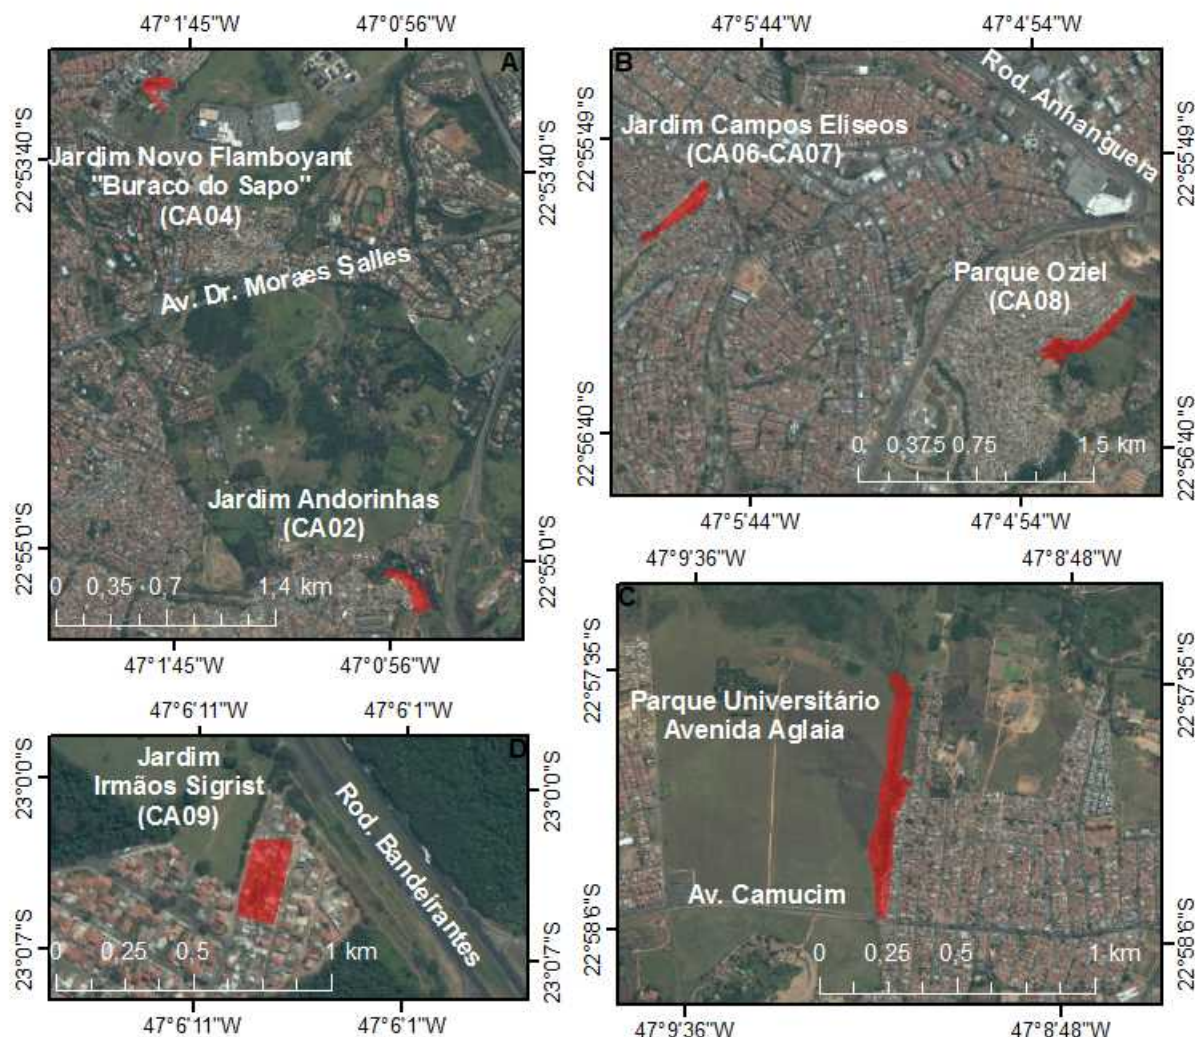 47°1'45"W 47°0'56"W
A
22°53'40"S
22°53'40"S
Jardim Novo Flamboyant
"Buraco do Sapo"
(CA04)
Av. Dr. Moraes Salles
Jardim Andorinhas
(CA02)
22°55'0"S
22°55'0"S
0 0,35 0,7 1,4 km
47°1'45"W 47°0'56"W
47°5'44"W 47°4'54"W
B
Rod. Anhanguera
22°55'49"S
22°55'49"S
Jardim Campos Elíseos
(CA06-CA07)
Parque Oziel
(CA08)
22°56'40"S
22°56'40"S
0 0,375 0,75 1,5 km
47°5'44"W 47°4'54"W
47°9'36"W 47°8'48"W
C
22°57'35"S
22°57'35"S
Parque Universitário
Avenida Aglaia
Av. Camucim
22°58'6"S
22°58'6"S
0 0,25 0,5 1 km
47°9'36"W 47°8'48"W
47°6'11"W 47°6'1"W
D
23°0'0"S
23°0'0"S
Jardim
Irmãos Sigrist
(CA09)
Rod. Bandeirantes
23°0'7"S
23°0'7"S
0 0,25 0,5 1 km
47°6'11"W 47°6'1"W